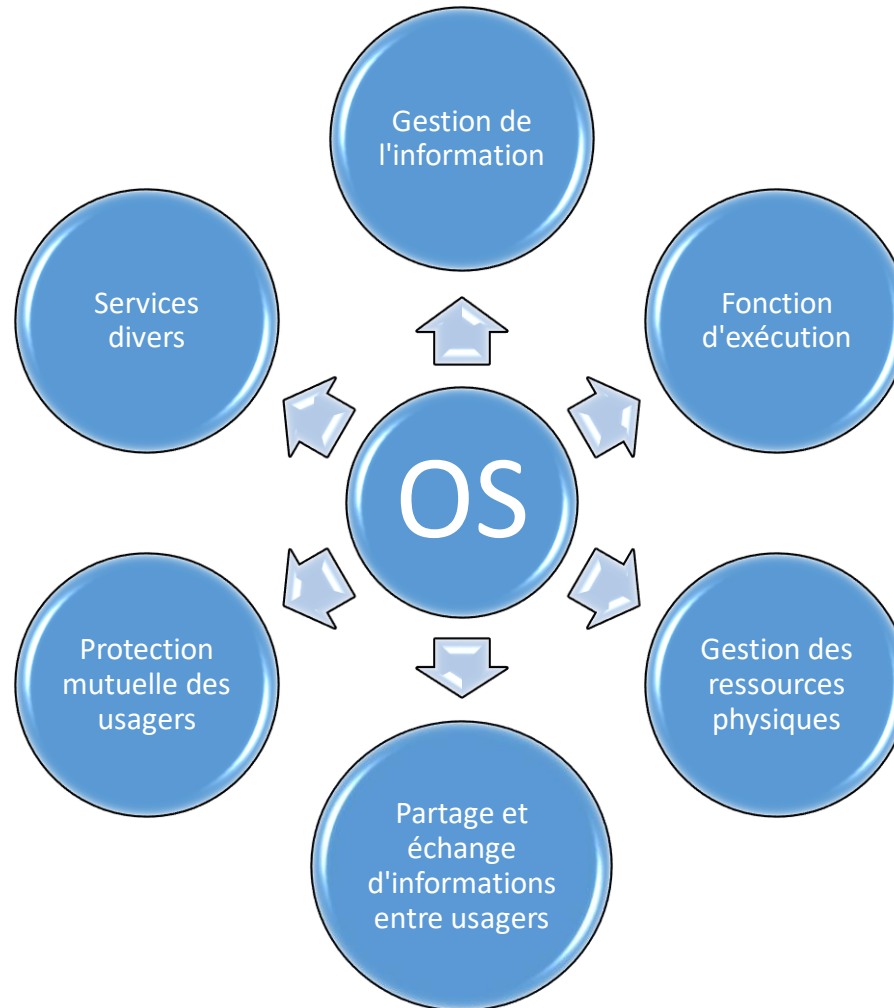 Gestion de
l'information
Services
divers
Fonction
d'exécution
OS
Protection
mutuelle des
usagers
Gestion des
ressources
physiques
Partage et
échange
d'informations
entre usagers